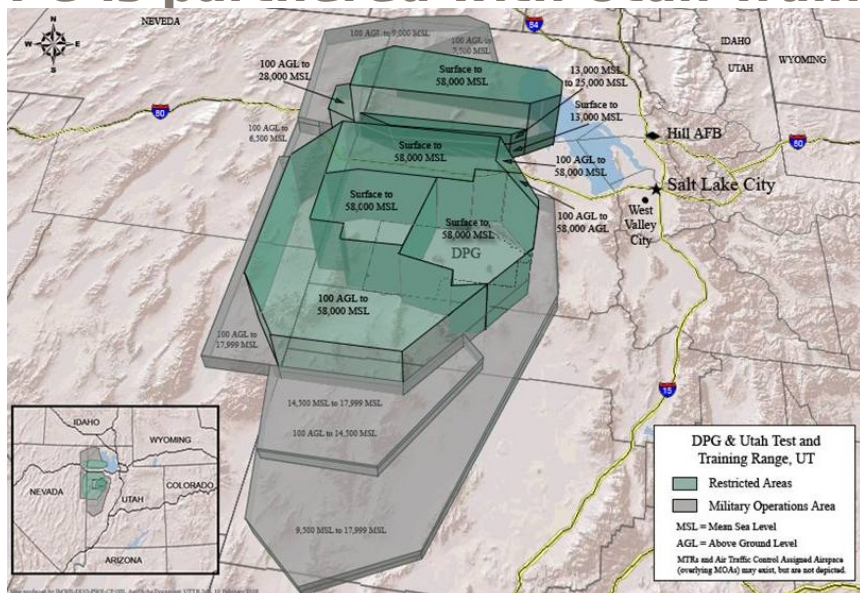 NEVEDA
84
IDAHO
UTAH
WYOMING
N
W
E
S
100 AGL to 9,000 MSL
100 AGL to
100 AGL to
28,000 MSL
Surface to
58,000 MSL
13,000 MSL
to 25,000 MSL
Surface to
13,000 MSL
80
100 AGL to
6,500 MSL
Surface to
58,000 MSL
100 AGL to
58,000 MSL
Hill AFB
80
Salt Lake City
West
Valley
City
Surface to
58,000 MSL
Surface to
58,000 MSL
DPG
100 AGL to
58,000 AGL
100 AGL to
58,000 MSL
100 AGL to
17,999 MSL
14,500 MSL to 17,999 MSL
100 AGL to 14,500 MSL
9,500 MSL to 17,999 MSL
15
IDAHO
WYOMING
NEVADA
UTAH
COLORADO
ARIZONA
DPG & Utah Test and
Training Range, UT
Restricted Areas
Military Operations Area
MSL = Mean Sea Level
AGL = Above Ground Level
MTRs and Air Traffic Control Assigned Airspace
(overlying MOAs) may exist, but are not depicted.